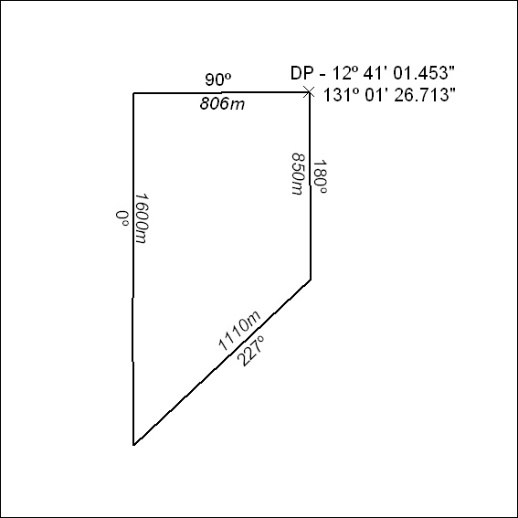 90º
806m
DP - 12º 41' 01.453"
131º 01' 26.713"
850m
180º
1600m
0º
1110m
227º